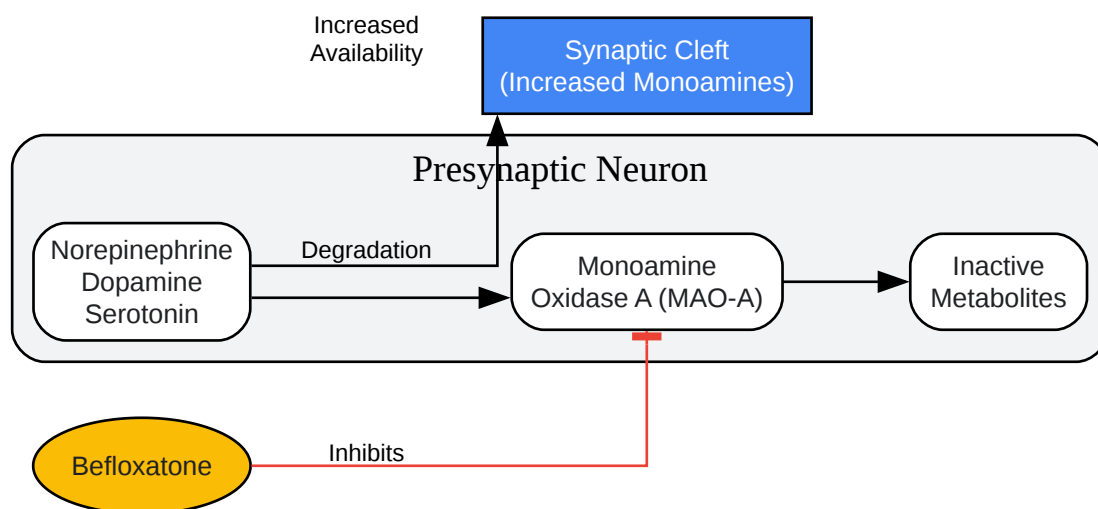 Increased
Availability
Synaptic Cleft
(Increased Monoamines)
Presynaptic Neuron
Norepinephrine
Dopamine
Serotonin
Degradation
Monoamine
Oxidase A (MAO-A)
Inactive
Metabolites
Befloxatone
Inhibits